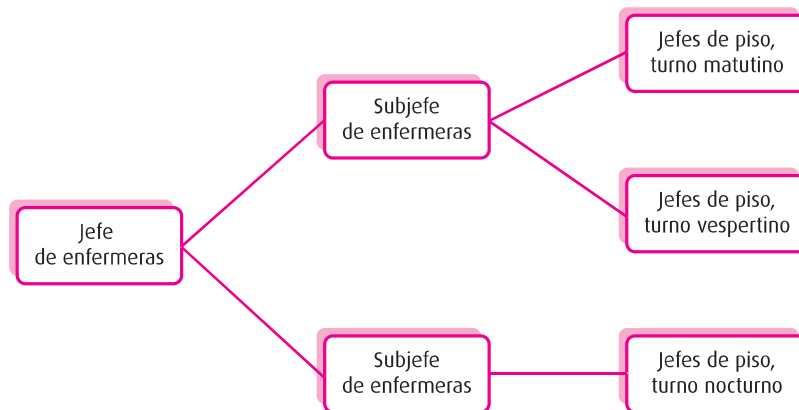 Jefe
de enfermeras
Subjefe
de enfermeras
Jefes de piso,
turno matutino
Jefes de piso,
turno vespertino
Subjefe
de enfermeras
Jefes de piso,
turno nocturno